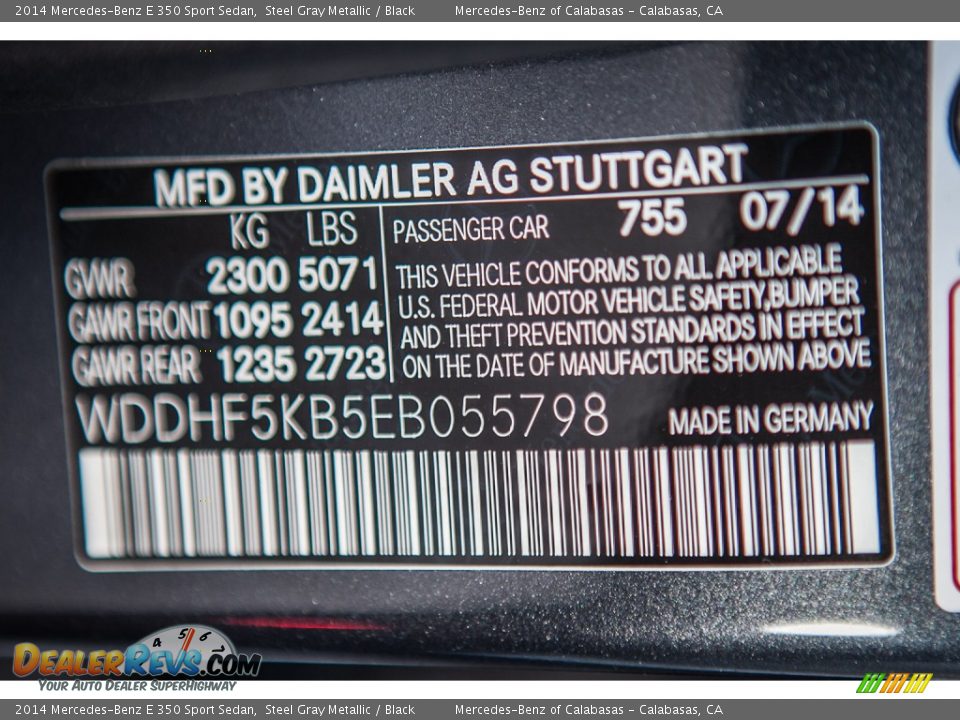 2014 Mercedes-Benz E 350 Sport Sedan, Steel Gray Metallic / Black Mercedes-Benz of Calabasas - Calabasas, CA
MFD BY DAIMLER AG STUTTGART
KG LBS
GVWR 2300 5071
GAWR FRONT 1095 2414
GAWR REAR 1235 2723
PASSENGER CAR 755 07/14
THIS VEHICLE CONFORMS TO ALL APPLICABLE
U.S. FEDERAL MOTOR VEHICLE SAFETY,BUMPER
AND THEFT PREVENTION STANDARDS IN EFFECT
ON THE DATE OF MANUFACTURE SHOWN ABOVE
WDDHF5KB5EB055798 MADE IN GERMANY
4 5 6
DEALERREVS.COM
YOUR AUTO DEALER SUPERHIGHWAY
2014 Mercedes-Benz E 350 Sport Sedan, Steel Gray Metallic / Black Mercedes-Benz of Calabasas - Calabasas, CA